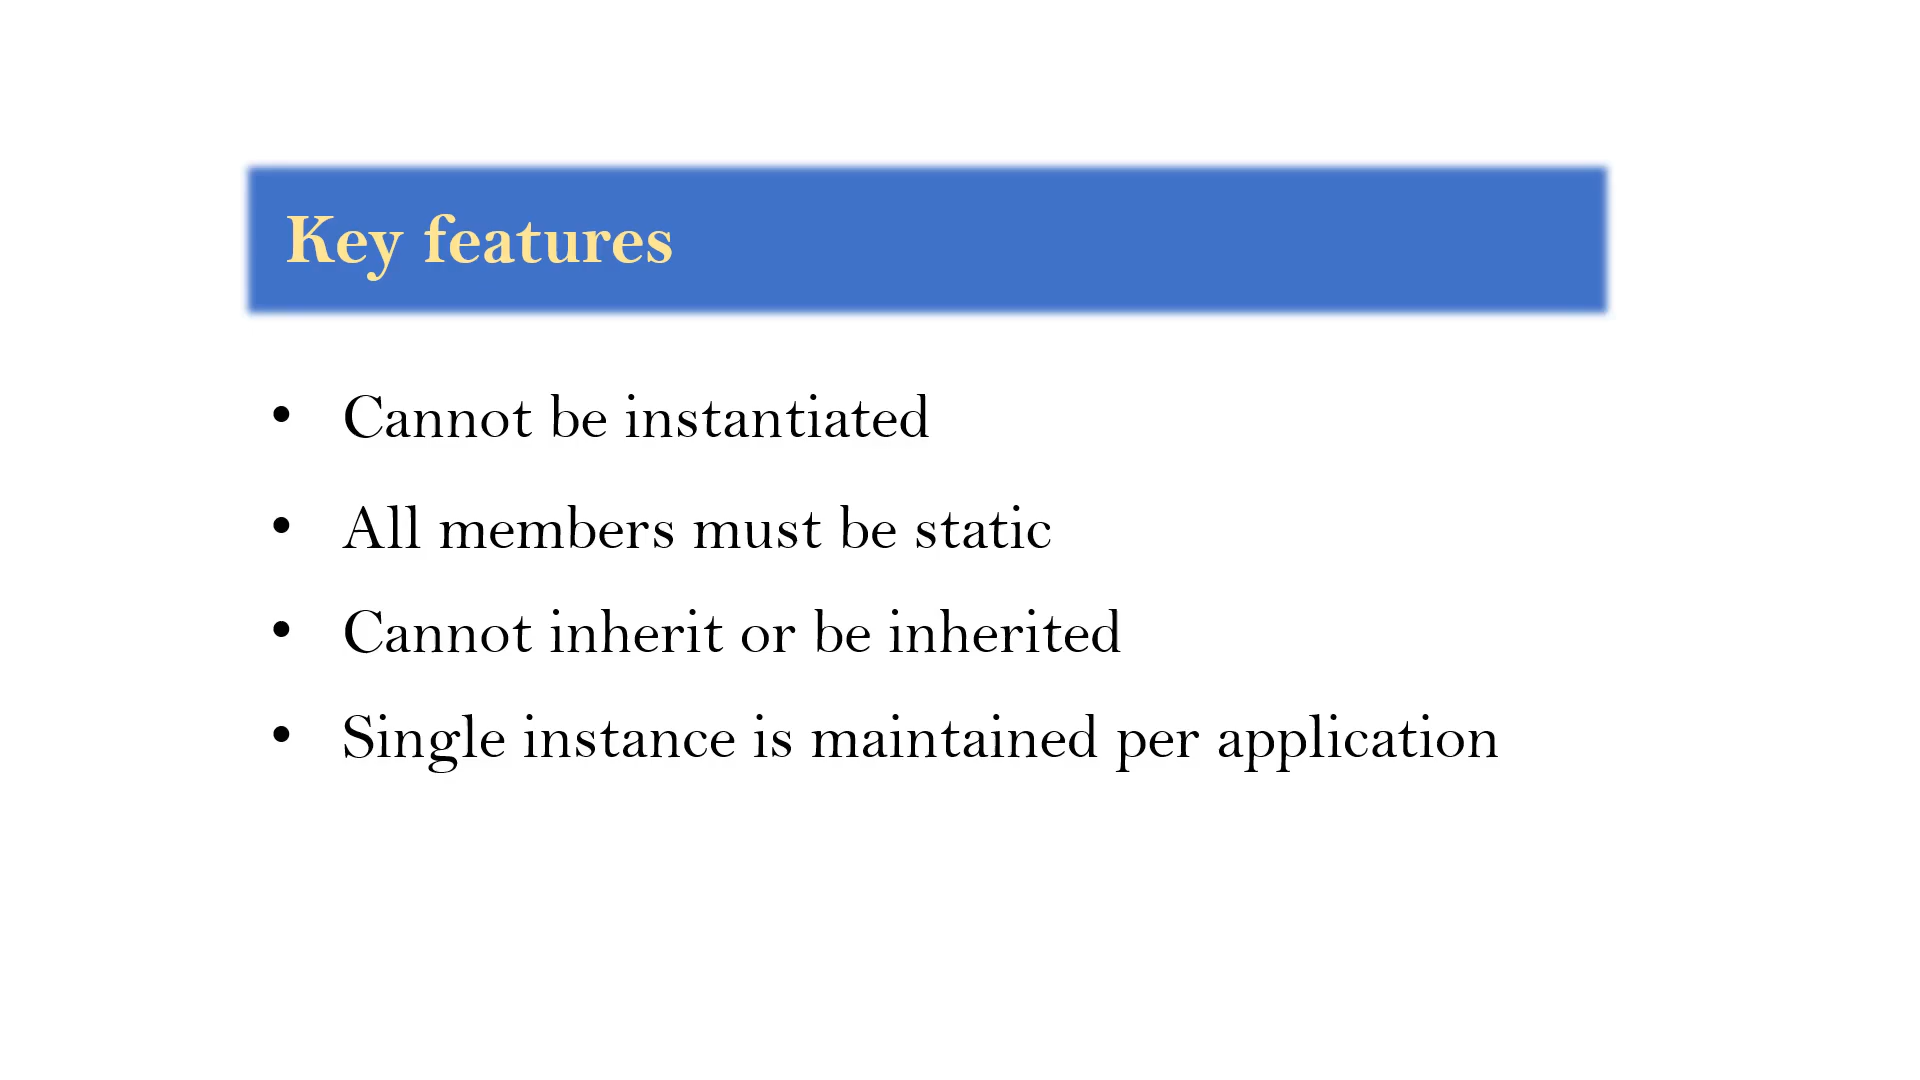 Key features
• Cannot be instantiated
• All members must be static
• Cannot inherit or be inherited
• Single instance is maintained per application